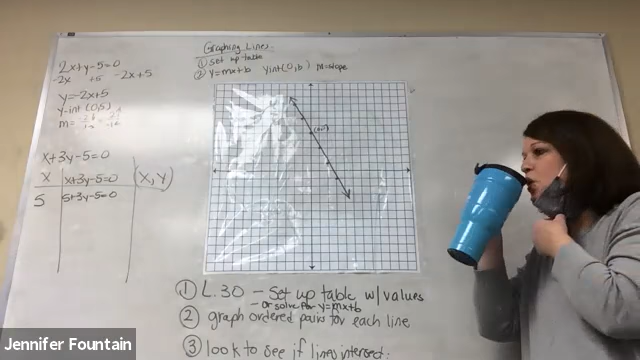 2x+y-5=0
-2x +5 -2x+5
y=-2x+5
y-int (0,5)
m=
x+3y-5=0
X x+3y-5=0 (X,Y)
5 5+3y-5=0
Graphing Lines
① Set up table
② y=mx+b yint(0,b) m=slope
(0,5)
① L.30 - Set up table w/ values
- or solve for y=mx+b
② graph ordered pairs for each line
③ look to see if lines intersect.
Jennifer Fountain